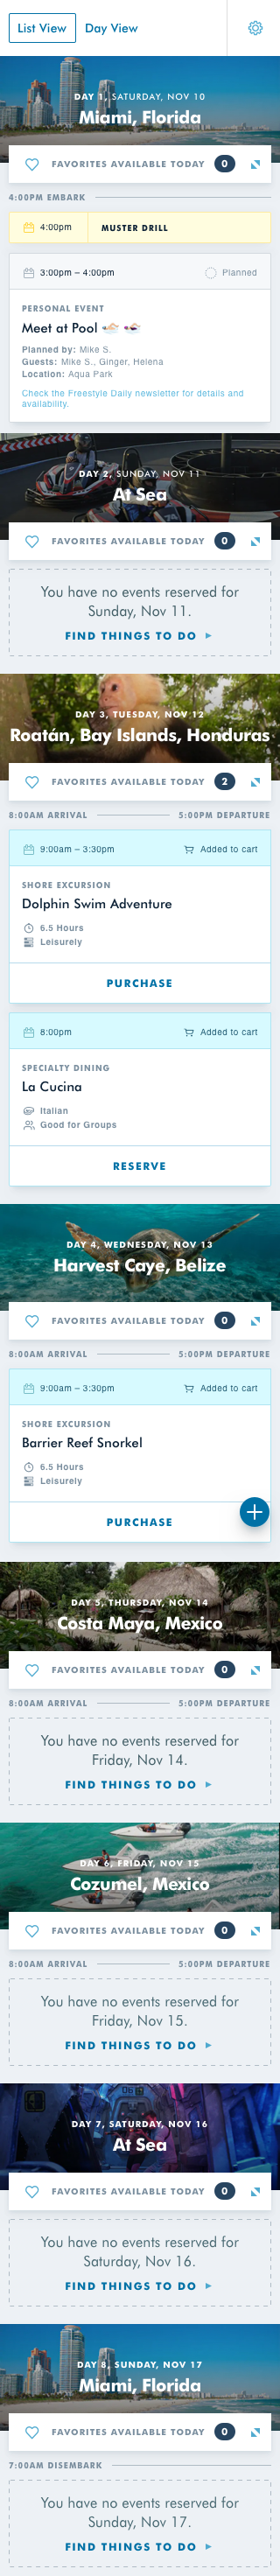 List View
Day View
DAY 1, SATURDAY, NOV 10
Miami, Florida
FAVORITES AVAILABLE TODAY 0
4:00PM EMBARK
4:00pm MUSTER DRILL
3:00pm – 4:00pm Planned
PERSONAL EVENT
Meet at Pool
Planned by: Mike S.
Guests: Mike S., Ginger, Helena
Location: Aqua Park
Check the Freestyle Daily newsletter for details and
availability.
DAY 2, SUNDAY, NOV 11
At Sea
FAVORITES AVAILABLE TODAY 0
You have no events reserved for
Sunday, Nov 11.
FIND THINGS TO DO
DAY 3, TUESDAY, NOV 12
Roatán, Bay Islands, Honduras
FAVORITES AVAILABLE TODAY 2
8:00AM ARRIVAL 5:00PM DEPARTURE
9:00am – 3:30pm Added to cart
SHORE EXCURSION
Dolphin Swim Adventure
6.5 Hours
Leisurely
PURCHASE
8:00pm Added to cart
SPECIALTY DINING
La Cucina
Italian
Good for Groups
RESERVE
DAY 4, WEDNESDAY, NOV 13
Harvest Caye, Belize
FAVORITES AVAILABLE TODAY 0
8:00AM ARRIVAL 5:00PM DEPARTURE
9:00am – 3:30pm Added to cart
SHORE EXCURSION
Barrier Reef Snorkel
6.5 Hours
Leisurely
PURCHASE
DAY 5, THURSDAY, NOV 14
Costa Maya, Mexico
FAVORITES AVAILABLE TODAY 0
8:00AM ARRIVAL 5:00PM DEPARTURE
You have no events reserved for
Friday, Nov 14.
FIND THINGS TO DO
DAY 6, FRIDAY, NOV 15
Cozumel, Mexico
FAVORITES AVAILABLE TODAY 0
8:00AM ARRIVAL 5:00PM DEPARTURE
You have no events reserved for
Friday, Nov 15.
FIND THINGS TO DO
DAY 7, SATURDAY, NOV 16
At Sea
FAVORITES AVAILABLE TODAY 0
You have no events reserved for
Saturday, Nov 16.
FIND THINGS TO DO
DAY 8, SUNDAY, NOV 17
Miami, Florida
FAVORITES AVAILABLE TODAY 0
7:00AM DISEMBARK
You have no events reserved for
Sunday, Nov 17.
FIND THINGS TO DO